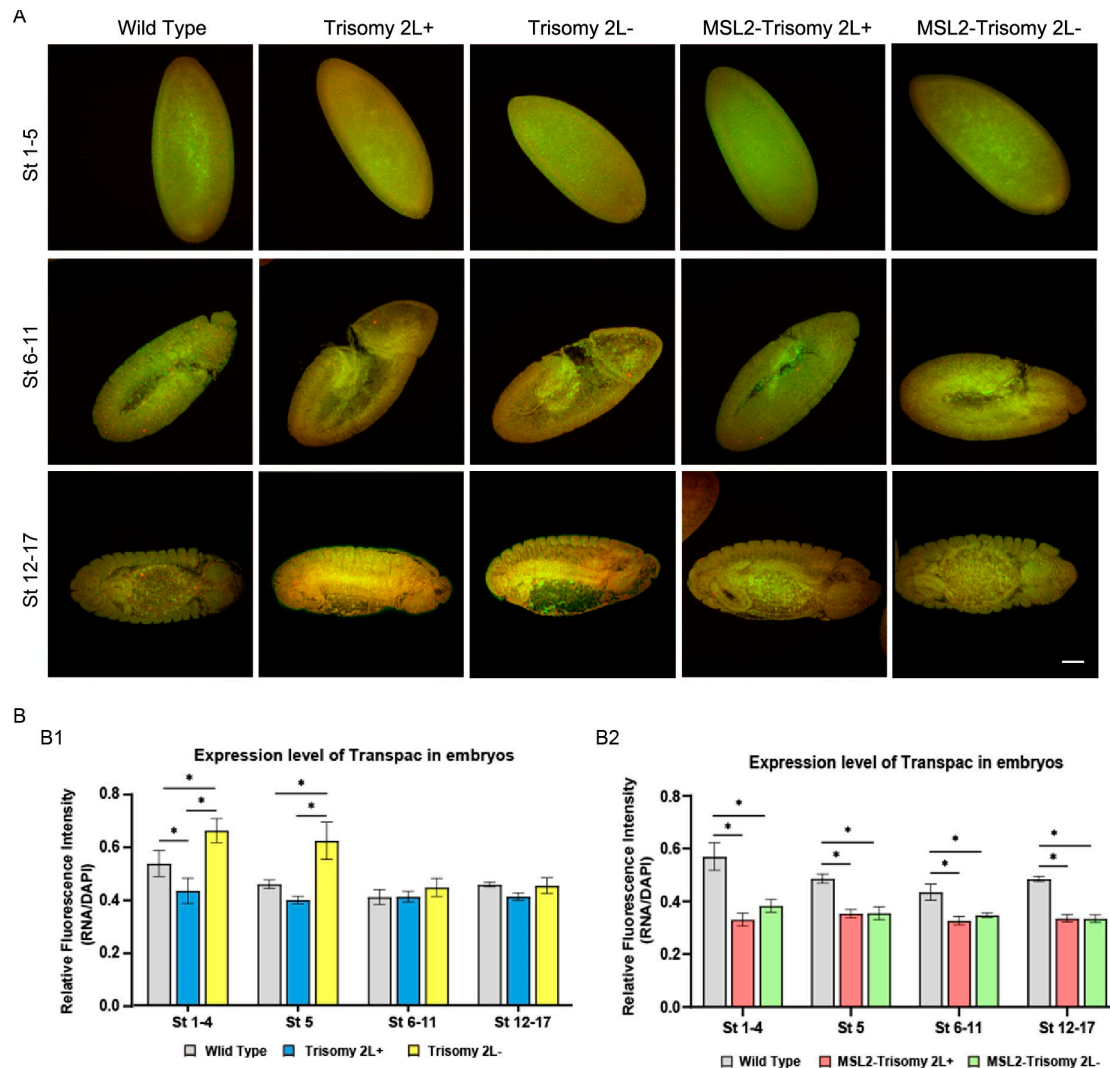 A
Wild Type
Trisomy 2L+
Trisomy 2L-
MSL2-Trisomy 2L+
MSL2-Trisomy 2L-
St 1-5
St 6-11
St 12-17
B
B1
Expression level of Transpac in embryos
Relative Fluorescence Intensity
(RNA/DAPI)
0.8
0.6
0.4
0.2
0.0
* * *
* *
St 1-4
St 5
St 6-11
St 12-17
Wlid Type
Trisomy 2L+
Trisomy 2L-
B2
Expression level of Transpac in embryos
Relative Fluorescence Intensity
(RNA/DAPI)
0.8
0.6
0.4
0.2
0.0
* *
* *
* *
* *
St 1-4
St 5
St 6-11
St 12-17
Wild Type
MSL2-Trisomy 2L+
MSL2-Trisomy 2L-